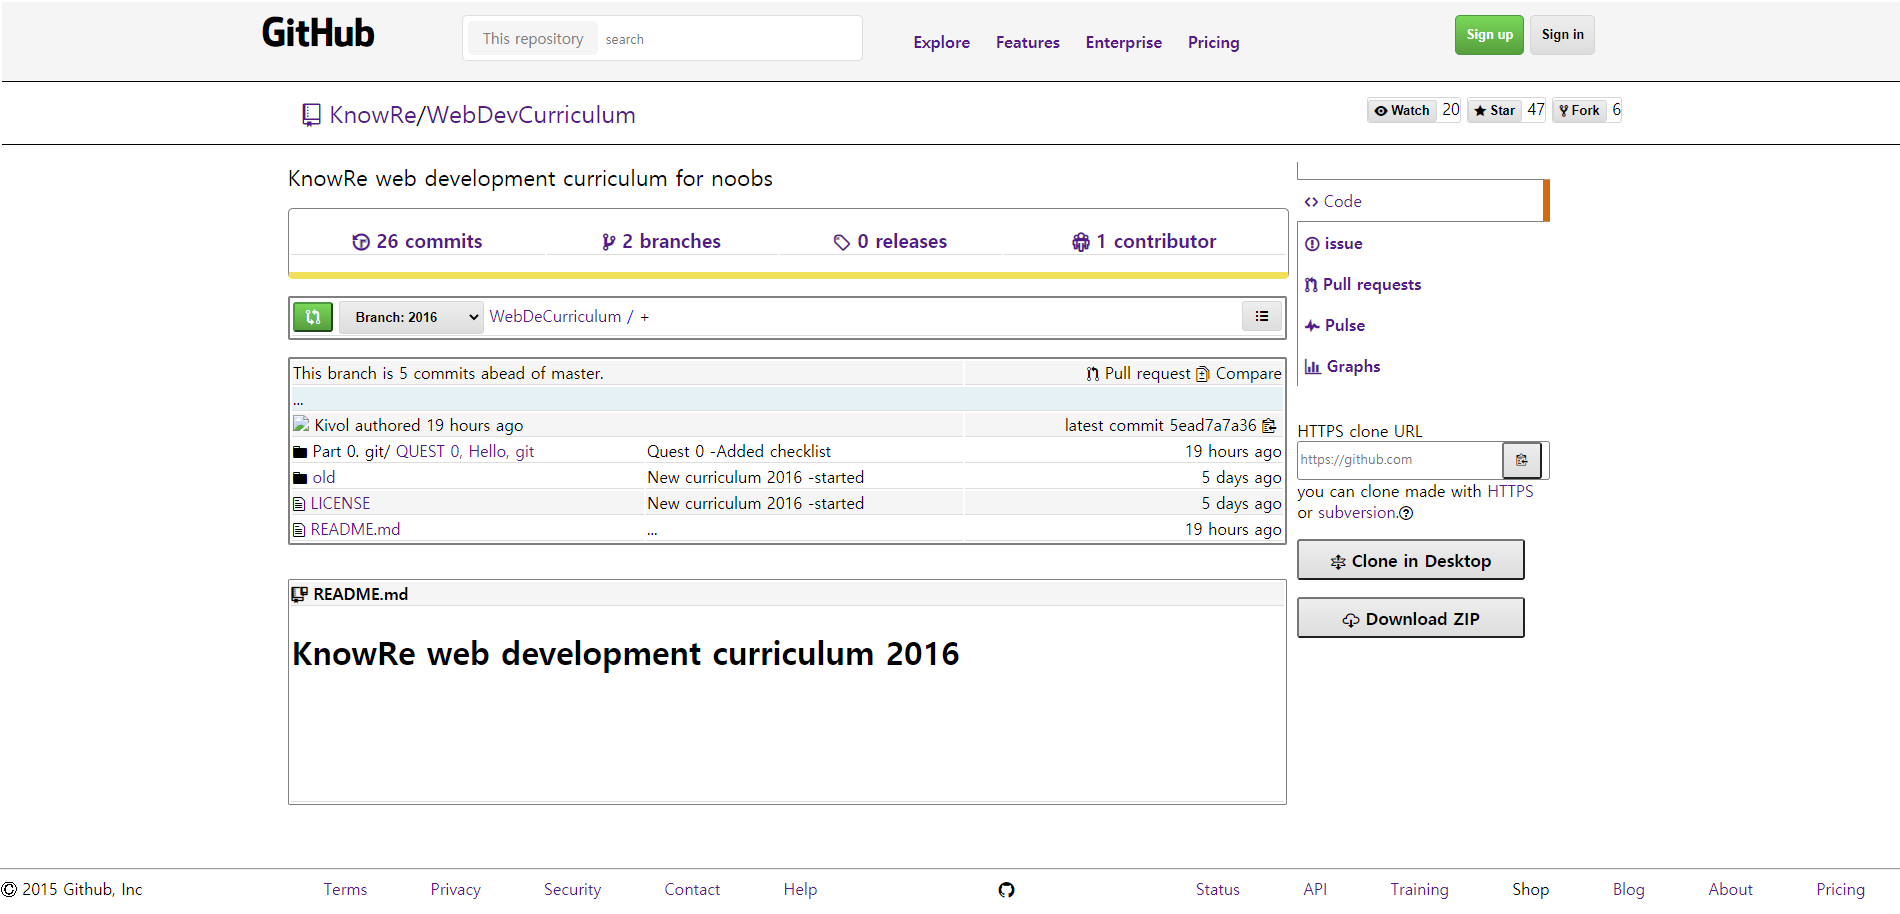 GitHub This repository search Explore Features Enterprise Pricing Sign up Sign in
KnowRe/WebDevCurriculum Watch 20 Star 47 Fork 6
KnowRe web development curriculum for noobs
26 commits 2 branches 0 releases 1 contributor
Branch: 2016 WebDeCurriculum / +
This branch is 5 commits abead of master. Pull request Compare
...
Kivol authored 19 hours ago latest commit 5ead7a7a36
Part 0. git/ QUEST 0, Hello, git Quest 0 -Added checklist 19 hours ago
old New curriculum 2016 -started 5 days ago
LICENSE New curriculum 2016 -started 5 days ago
README.md ... 19 hours ago
README.md
KnowRe web development curriculum 2016
Code
issue
Pull requests
Pulse
Graphs
HTTPS clone URL
https://github.com
you can clone made with HTTPS
or subversion.
Clone in Desktop
Download ZIP
© 2015 Github, Inc Terms Privacy Security Contact Help Status API Training Shop Blog About Pricing